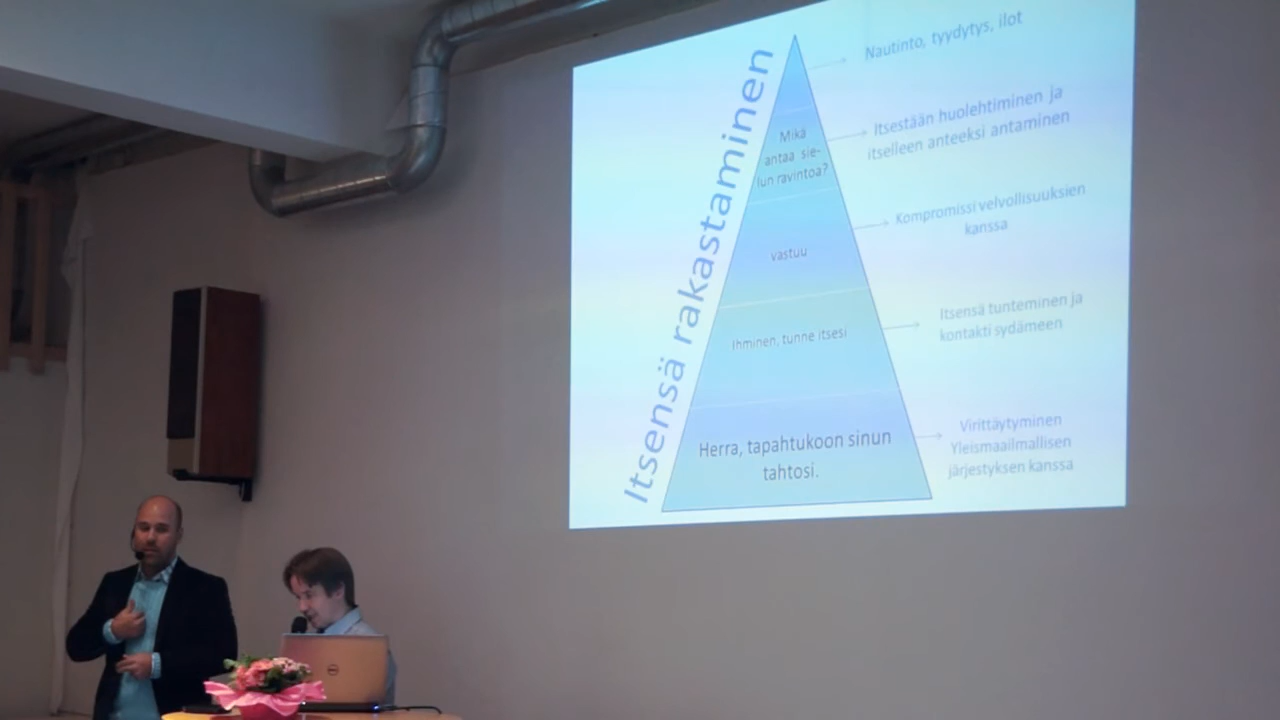 Itsensä rakastaminen
Nautinto, tyydytys, ilot
Mikä
antaa sie-
lun ravintoa?
Itsestään huolehtiminen ja
itselleen anteeksi antaminen
vastuu
Kompromissi velvollisuuksien
kanssa
Ihminen, tunne itsesi
Itsensä tunteminen ja
kontakti sydämeen
Herra, tapahtukoon sinun
tahtosi.
Virittäytyminen
Yleismaailmallisen
järjestyksen kanssa
DELL